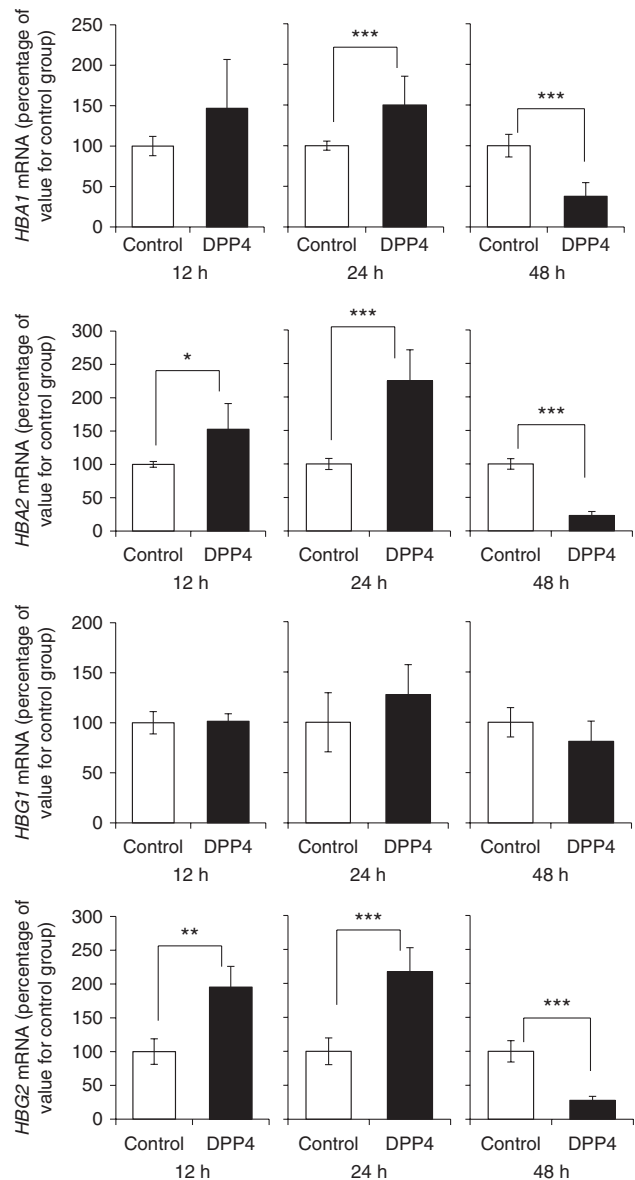 HBA1 mRNA (percentage of
value for control group)
250
200
150
100
50
0
***
***
Control DPP4
Control DPP4
Control DPP4
12 h
24 h
48 h
HBA2 mRNA (percentage of
value for control group)
300
250
200
150
100
50
0
*
***
***
Control DPP4
Control DPP4
Control DPP4
12 h
24 h
48 h
HBG1 mRNA (percentage of
value for control group)
200
150
100
50
0
Control DPP4
Control DPP4
Control DPP4
12 h
24 h
48 h
HBG2 mRNA (percentage of
value for control group)
300
250
200
150
100
50
0
**
***
***
Control DPP4
Control DPP4
Control DPP4
12 h
24 h
48 h